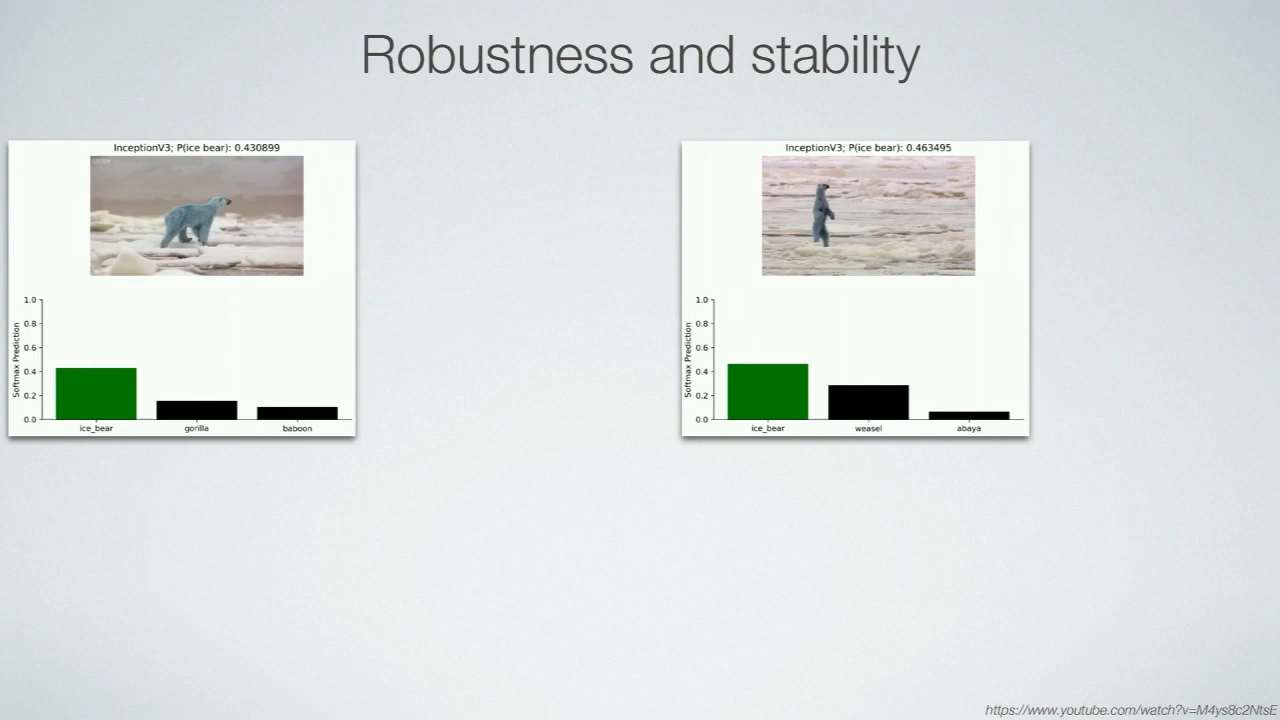 Robustness and stability
InceptionV3; P(ice bear): 0.430899
1.0
0.8
0.6
0.4
0.2
0.0
Softmax Prediction
ice_bear
gorilla
baboon
InceptionV3; P(ice bear): 0.463495
1.0
0.8
0.6
0.4
0.2
0.0
Softmax Prediction
ice_bear
weasel
abaya
https://www.youtube.com/watch?v=M4ys8c2NtsE